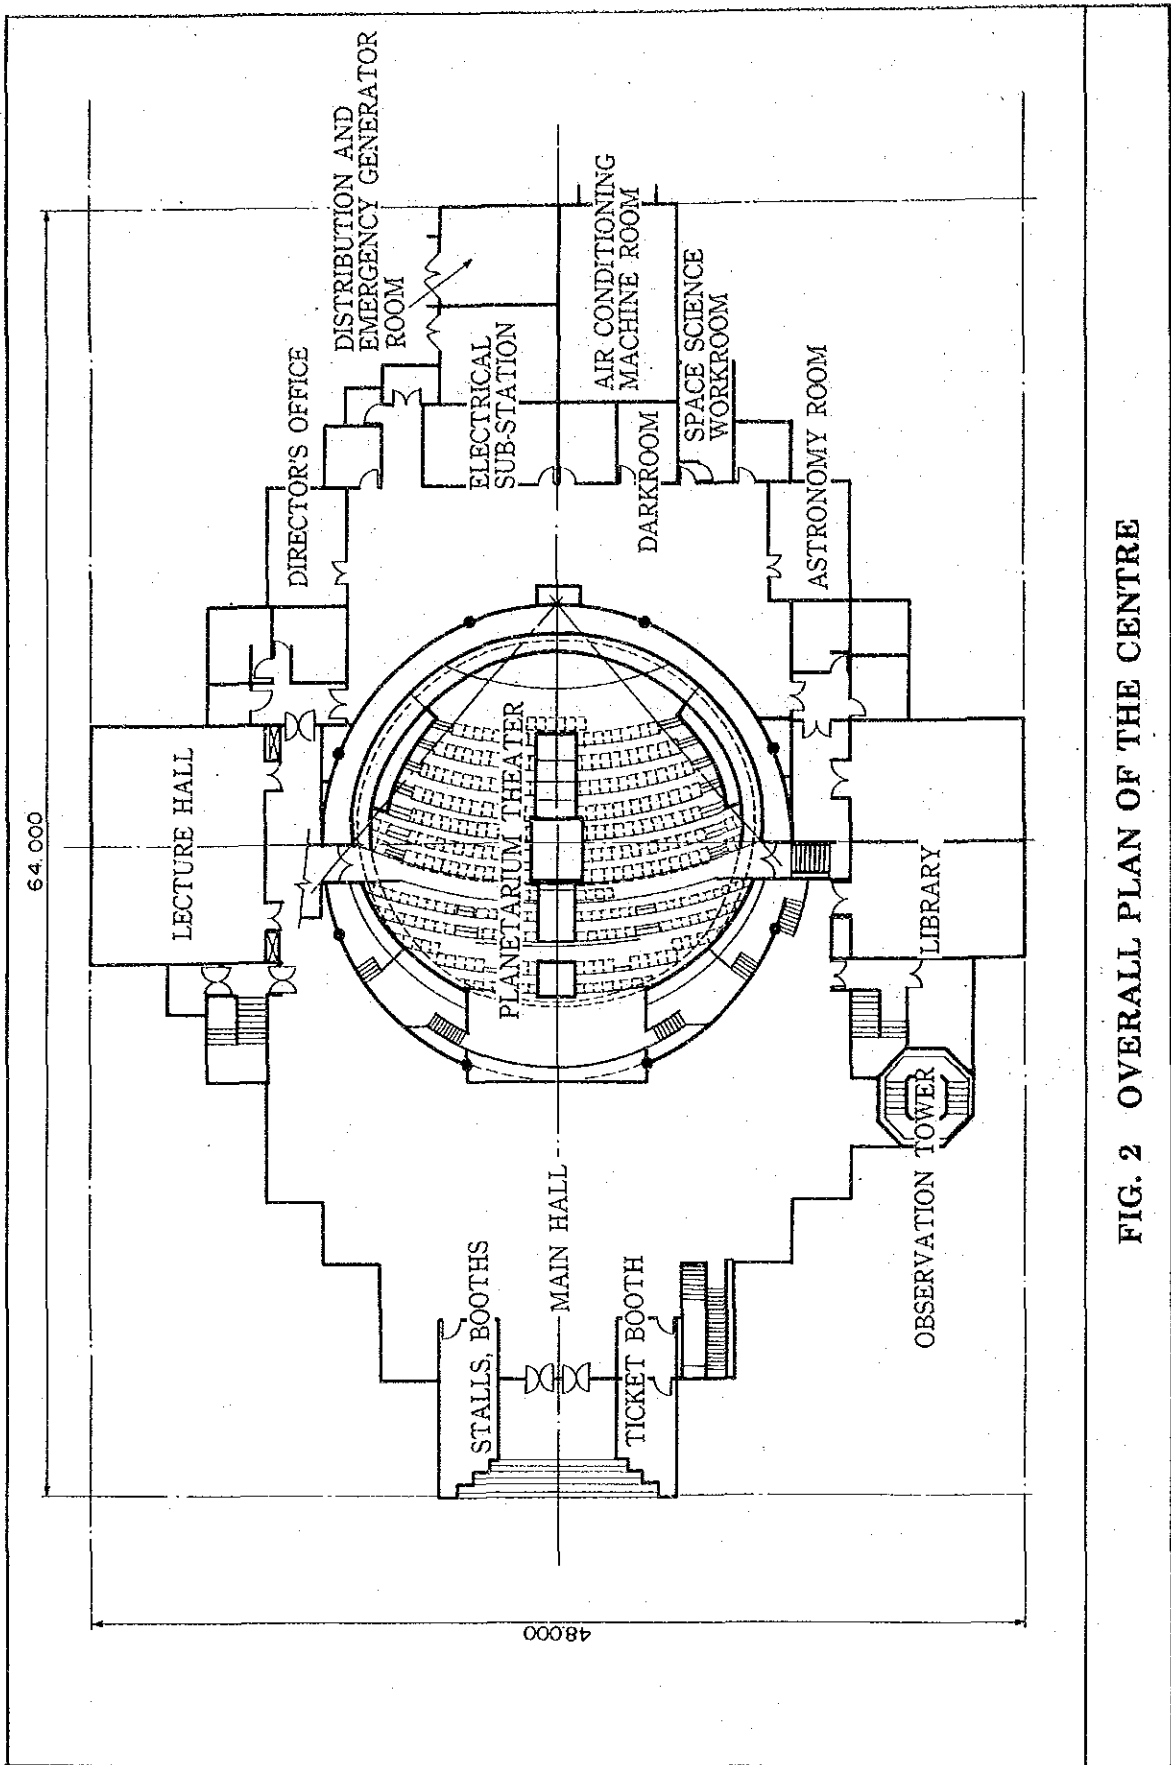 64.000
DISTRIBUTION AND
EMERGENCY GENERATOR
ROOM
DIRECTOR'S OFFICE
LECTURE HALL
ELECTRICAL
SUB-STATION
AIR CONDITIONING
MACHINE ROOM
DARKROOM
SPACE SCIENCE
WORKROOM
ASTRONOMY ROOM
PLANETARIUM THEATER
LIBRARY
STALLS, BOOTHS
MAIN HALL
TICKET BOOTH
OBSERVATION TOWER
48.000
FIG. 2 OVERALL PLAN OF THE CENTRE